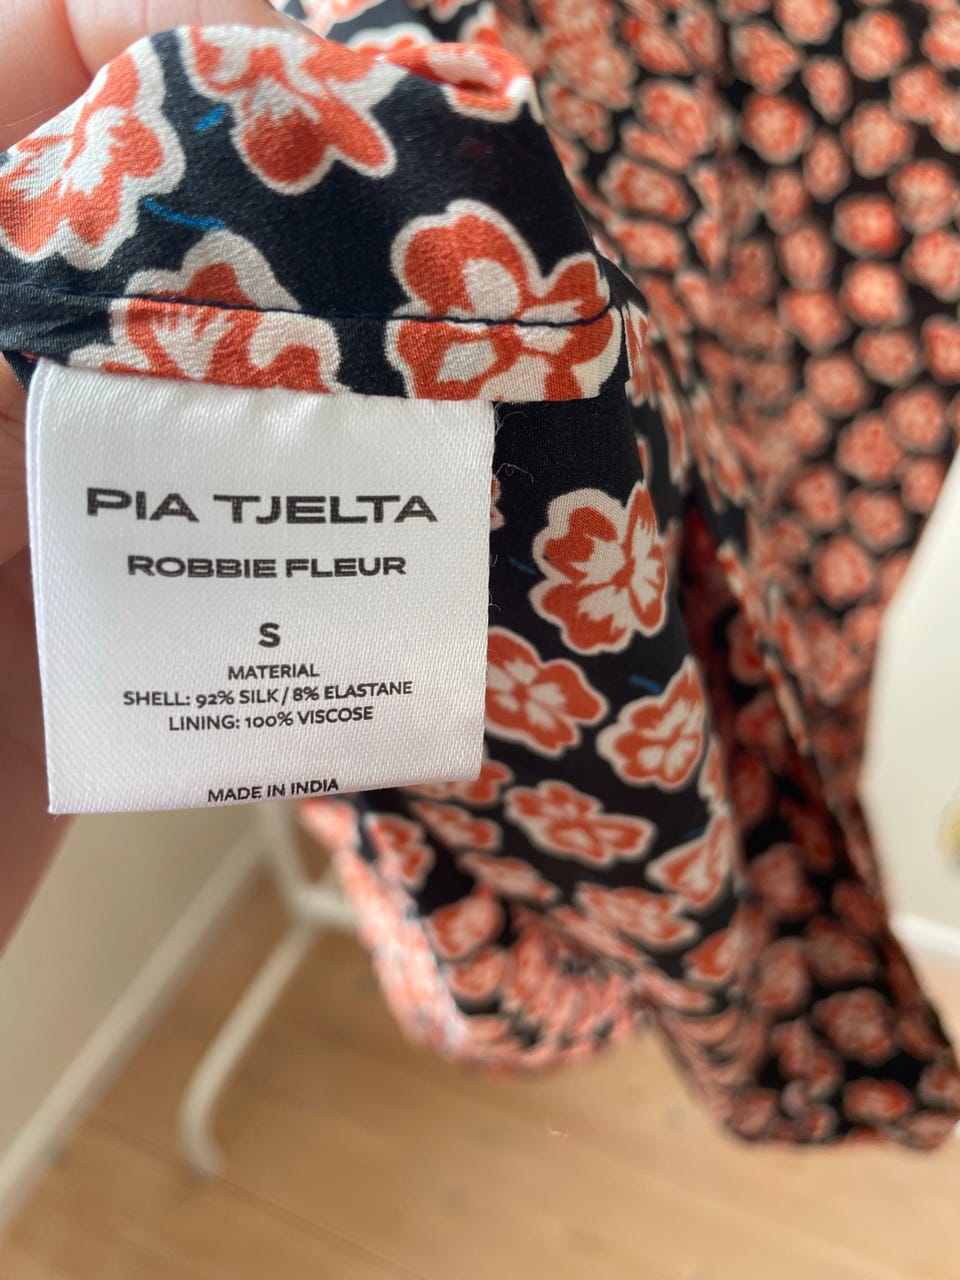 PIA TJELTA
ROBBIE FLEUR
S
MATERIAL
SHELL: 92% SILK / 8% ELASTANE
LINING: 100% VISCOSE
MADE IN INDIA